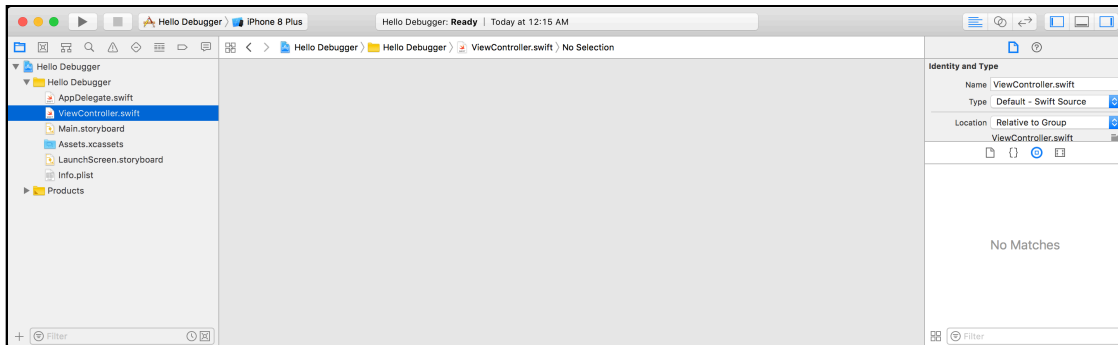 Hello Debugger 〉 iPhone 8 Plus
Hello Debugger: Ready | Today at 12:15 AM
Hello Debugger 〉 Hello Debugger 〉 ViewController.swift 〉 No Selection
Hello Debugger
Hello Debugger
AppDelegate.swift
ViewController.swift
Main.storyboard
Assets.xcassets
LaunchScreen.storyboard
Info.plist
Products
Filter
Identity and Type
Name ViewController.swift
Type Default - Swift Source
Location Relative to Group
ViewController.swift
{}
No Matches
Filter